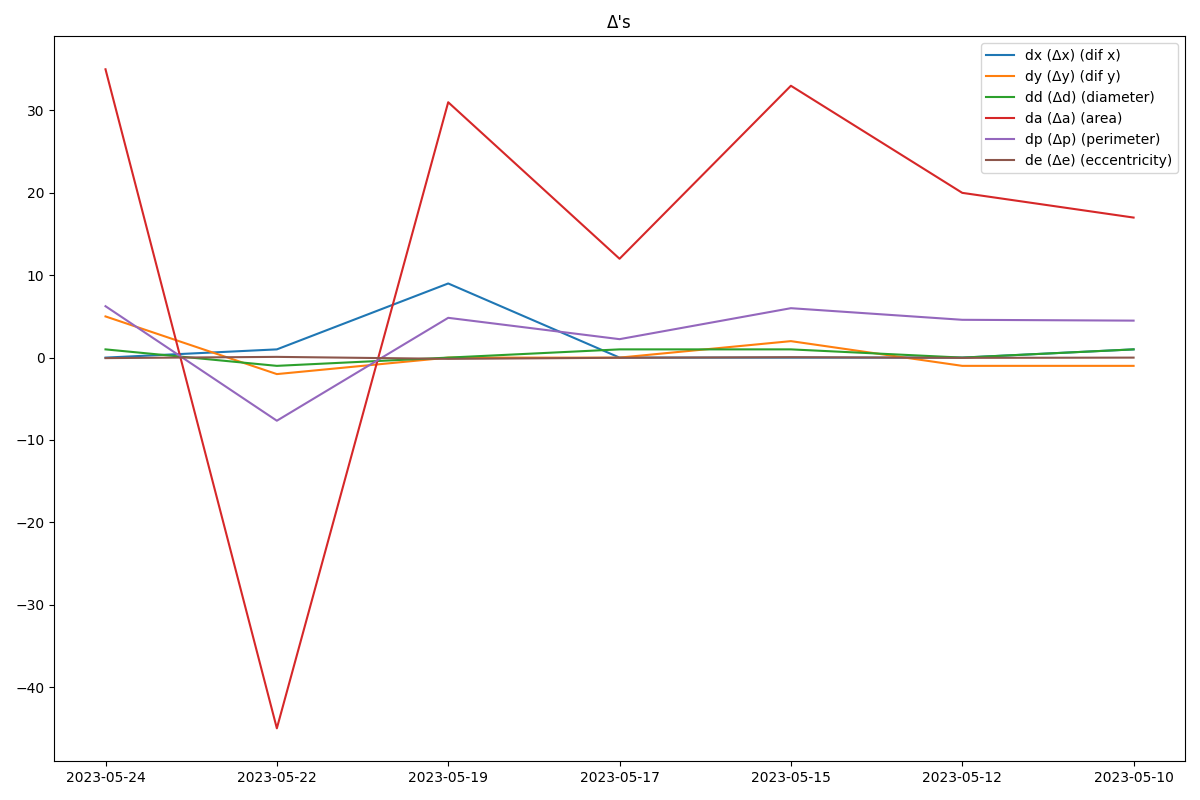 Δ's
dx (Δx) (dif x)
dy (Δy) (dif y)
dd (Δd) (diameter)
da (Δa) (area)
dp (Δp) (perimeter)
de (Δe) (eccentricity)
30
20
10
0
−10
−20
−30
−40
2023-05-24 2023-05-22 2023-05-19 2023-05-17 2023-05-15 2023-05-12 2023-05-10